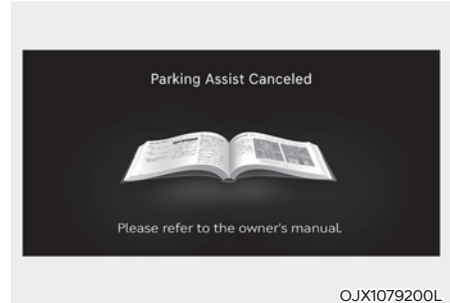 Parking Assist Canceled
Please refer to the owner's manual.
OJX1079200L